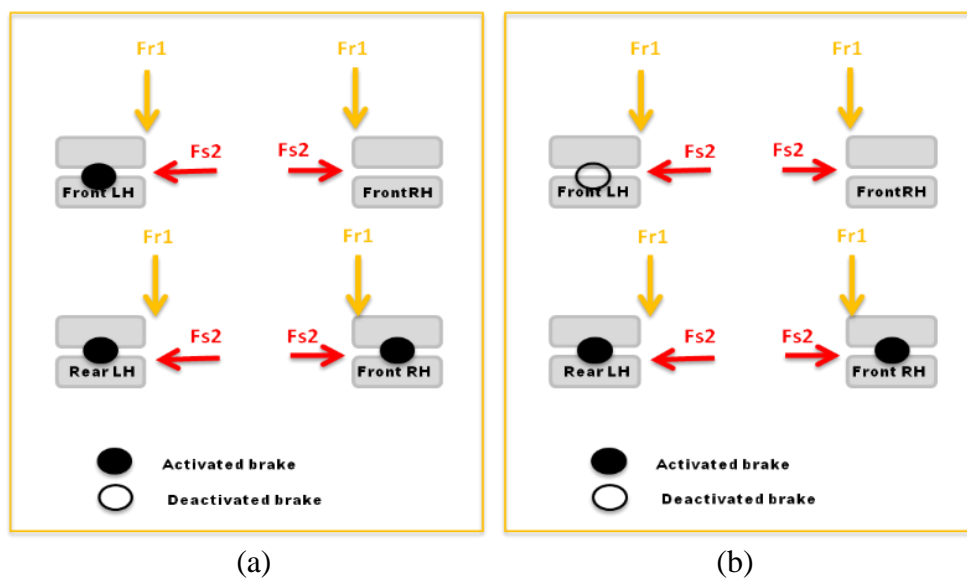 Fr1 Fr1
Fs2 Fs2
Front LH FrontRH
Fr1 Fr1
Fs2 Fs2
Rear LH Front RH
Activated brake
Deactivated brake
(a)
Fr1 Fr1
Fs2 Fs2
Front LH FrontRH
Fr1 Fr1
Fs2 Fs2
Rear LH Front RH
Activated brake
Deactivated brake
(b)